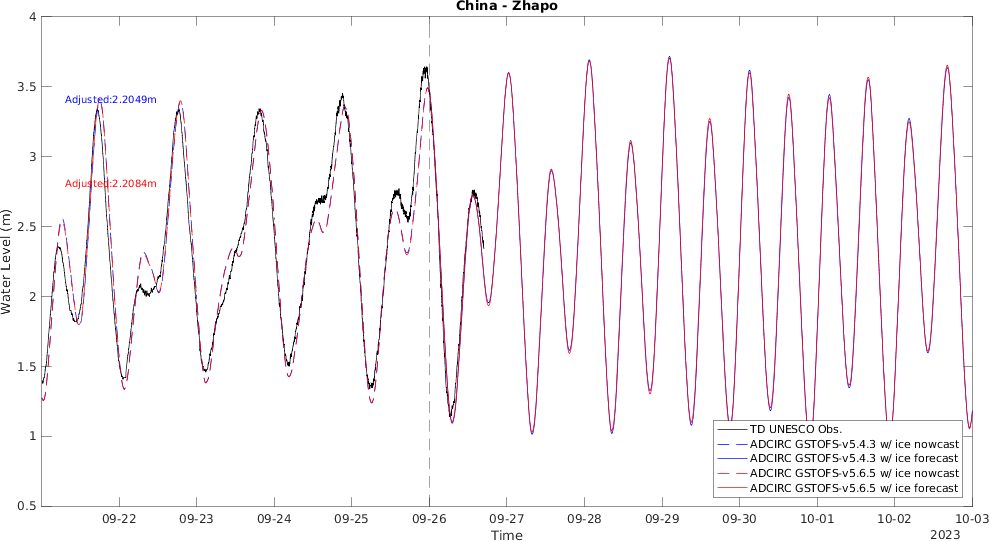 China - Zhapo
4
3.5
3
2.5
2
1.5
1
0.5
Water Level (m)
Adjusted:2.2049m
Adjusted:2.2084m
TD UNESCO Obs.
ADCIRC GSTOFS-v5.4.3 w/ ice nowcast
ADCIRC GSTOFS-v5.4.3 w/ ice forecast
ADCIRC GSTOFS-v5.6.5 w/ ice nowcast
ADCIRC GSTOFS-v5.6.5 w/ ice forecast
09-22 09-23 09-24 09-25 09-26 09-27 09-28 09-29 09-30 10-01 10-02 10-03
Time
2023